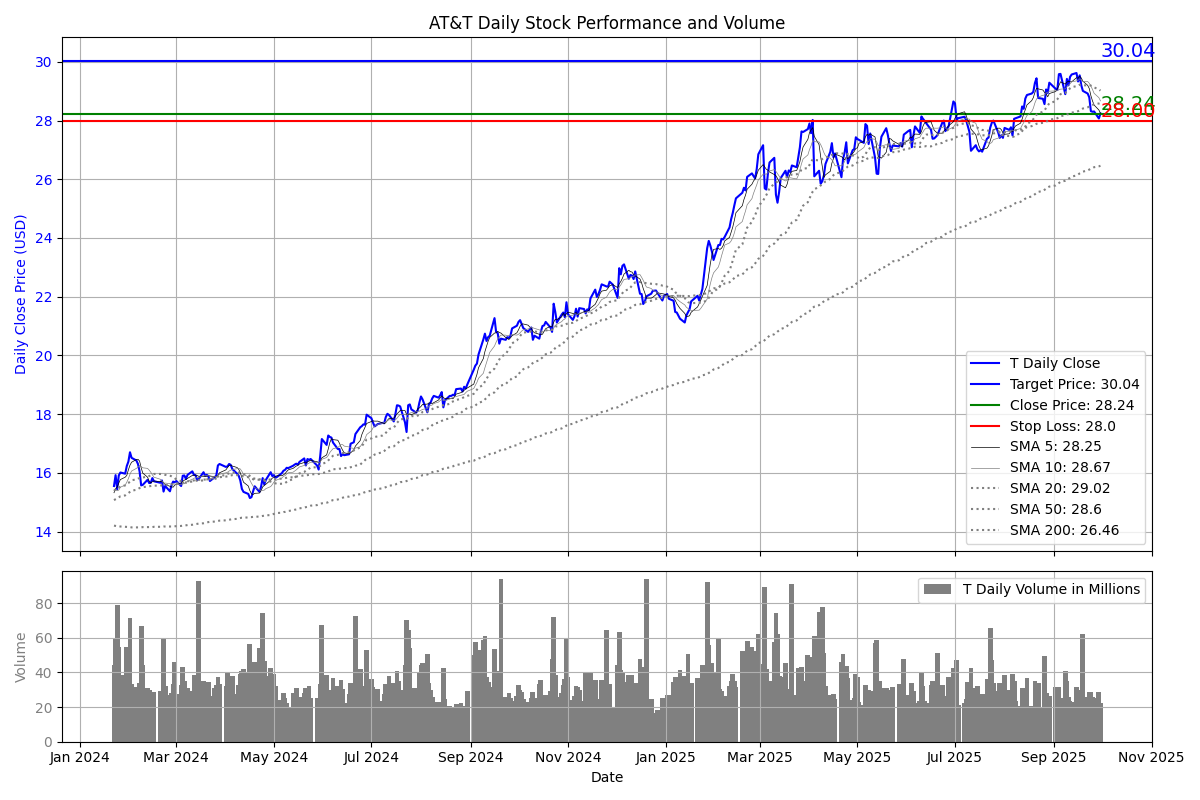 AT&T Daily Stock Performance and Volume
Daily Close Price (USD)
30
28
26
24
22
20
18
16
14
30.04
28.24
28.00
T Daily Close
Target Price: 30.04
Close Price: 28.24
Stop Loss: 28.0
SMA 5: 28.25
SMA 10: 28.67
SMA 20: 29.02
SMA 50: 28.6
SMA 200: 26.46
Volume
80
60
40
20
0
T Daily Volume in Millions
Jan 2024 Mar 2024 May 2024 Jul 2024 Sep 2024 Nov 2024 Jan 2025 Mar 2025 May 2025 Jul 2025 Sep 2025 Nov 2025
Date